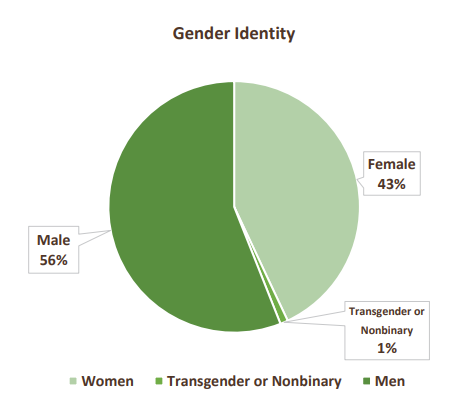 Gender Identity
Female
43%
Male
56%
Transgender or
Nonbinary
1%
Women Transgender or Nonbinary Men